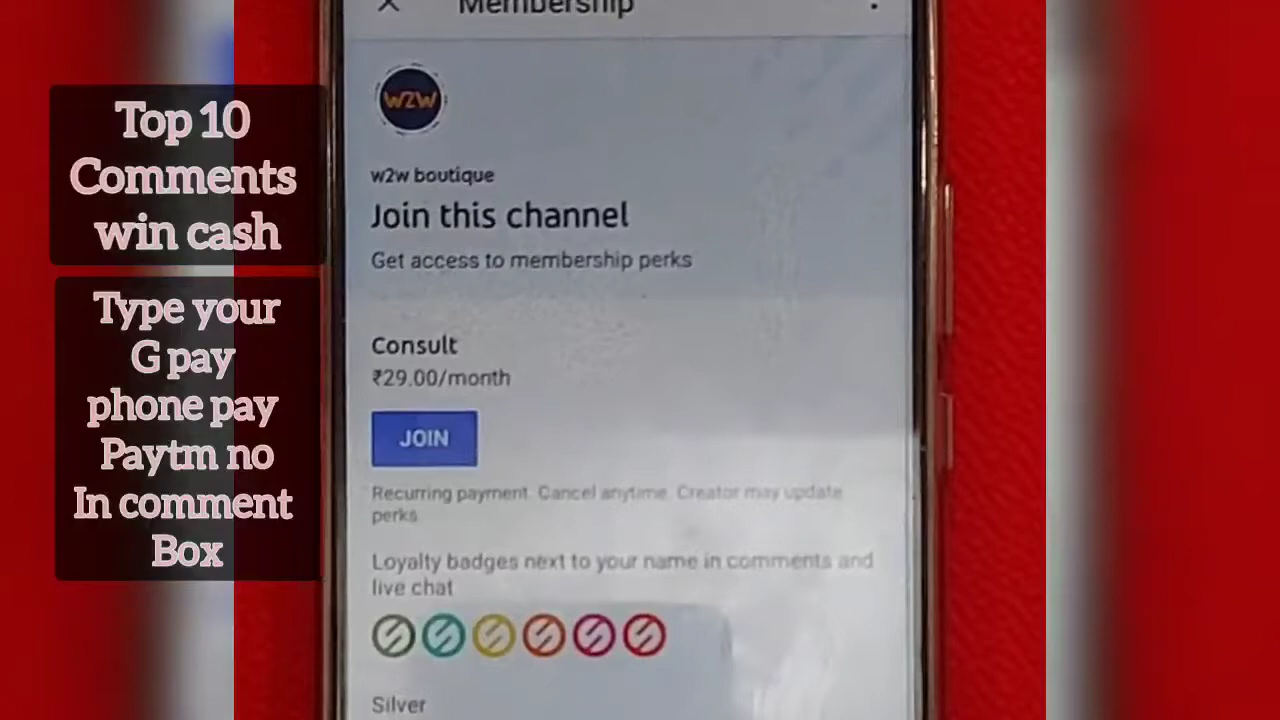 Membership
W2W
w2w boutique
Join this channel
Get access to membership perks
Consult
₹29.00/month
JOIN
Recurring payment. Cancel anytime. Creator may update
perks
Loyalty badges next to your name in comments and
live chat
Silver
Top 10
Comments
win cash
Type your
G pay
phone pay
Paytm no
In comment
Box